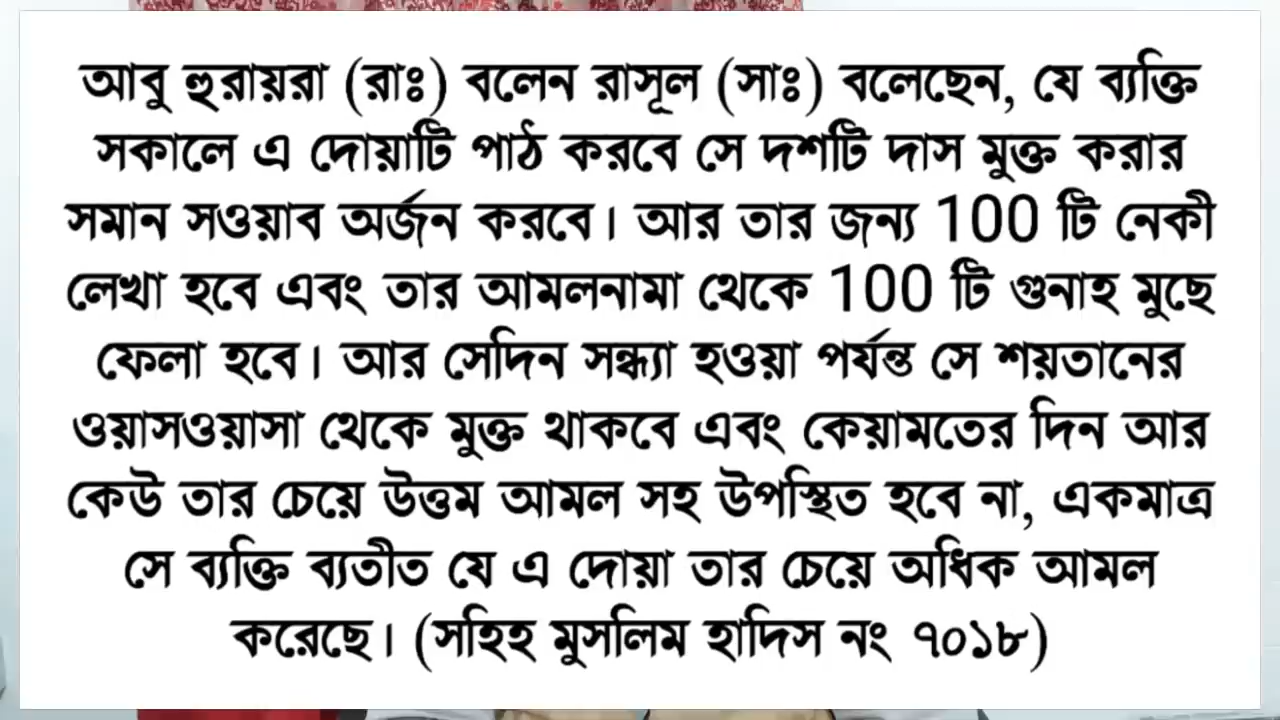 আবু হুরায়রা (রাঃ) বলেন রাসূল (সাঃ) বলেছেন, যে ব্যক্তি
সকালে এ দোয়াটি পাঠ করবে সে দশটি দাস মুক্ত করার
সমান সওয়াব অর্জন করবে। আর তার জন্য 100 টি নেকী
লেখা হবে এবং তার আমলনামা থেকে 100 টি গুনাহ মুছে
ফেলা হবে। আর সেদিন সন্ধ্যা হওয়া পর্যন্ত সে শয়তানের
ওয়াসওয়াসা থেকে মুক্ত থাকবে এবং কেয়ামতের দিন আর
কেউ তার চেয়ে উত্তম আমল সহ উপস্থিত হবে না, একমাত্র
সে ব্যক্তি ব্যতীত যে এ দোয়া তার চেয়ে অধিক আমল
করেছে। (সহিহ মুসলিম হাদিস নং ৭০১৮)